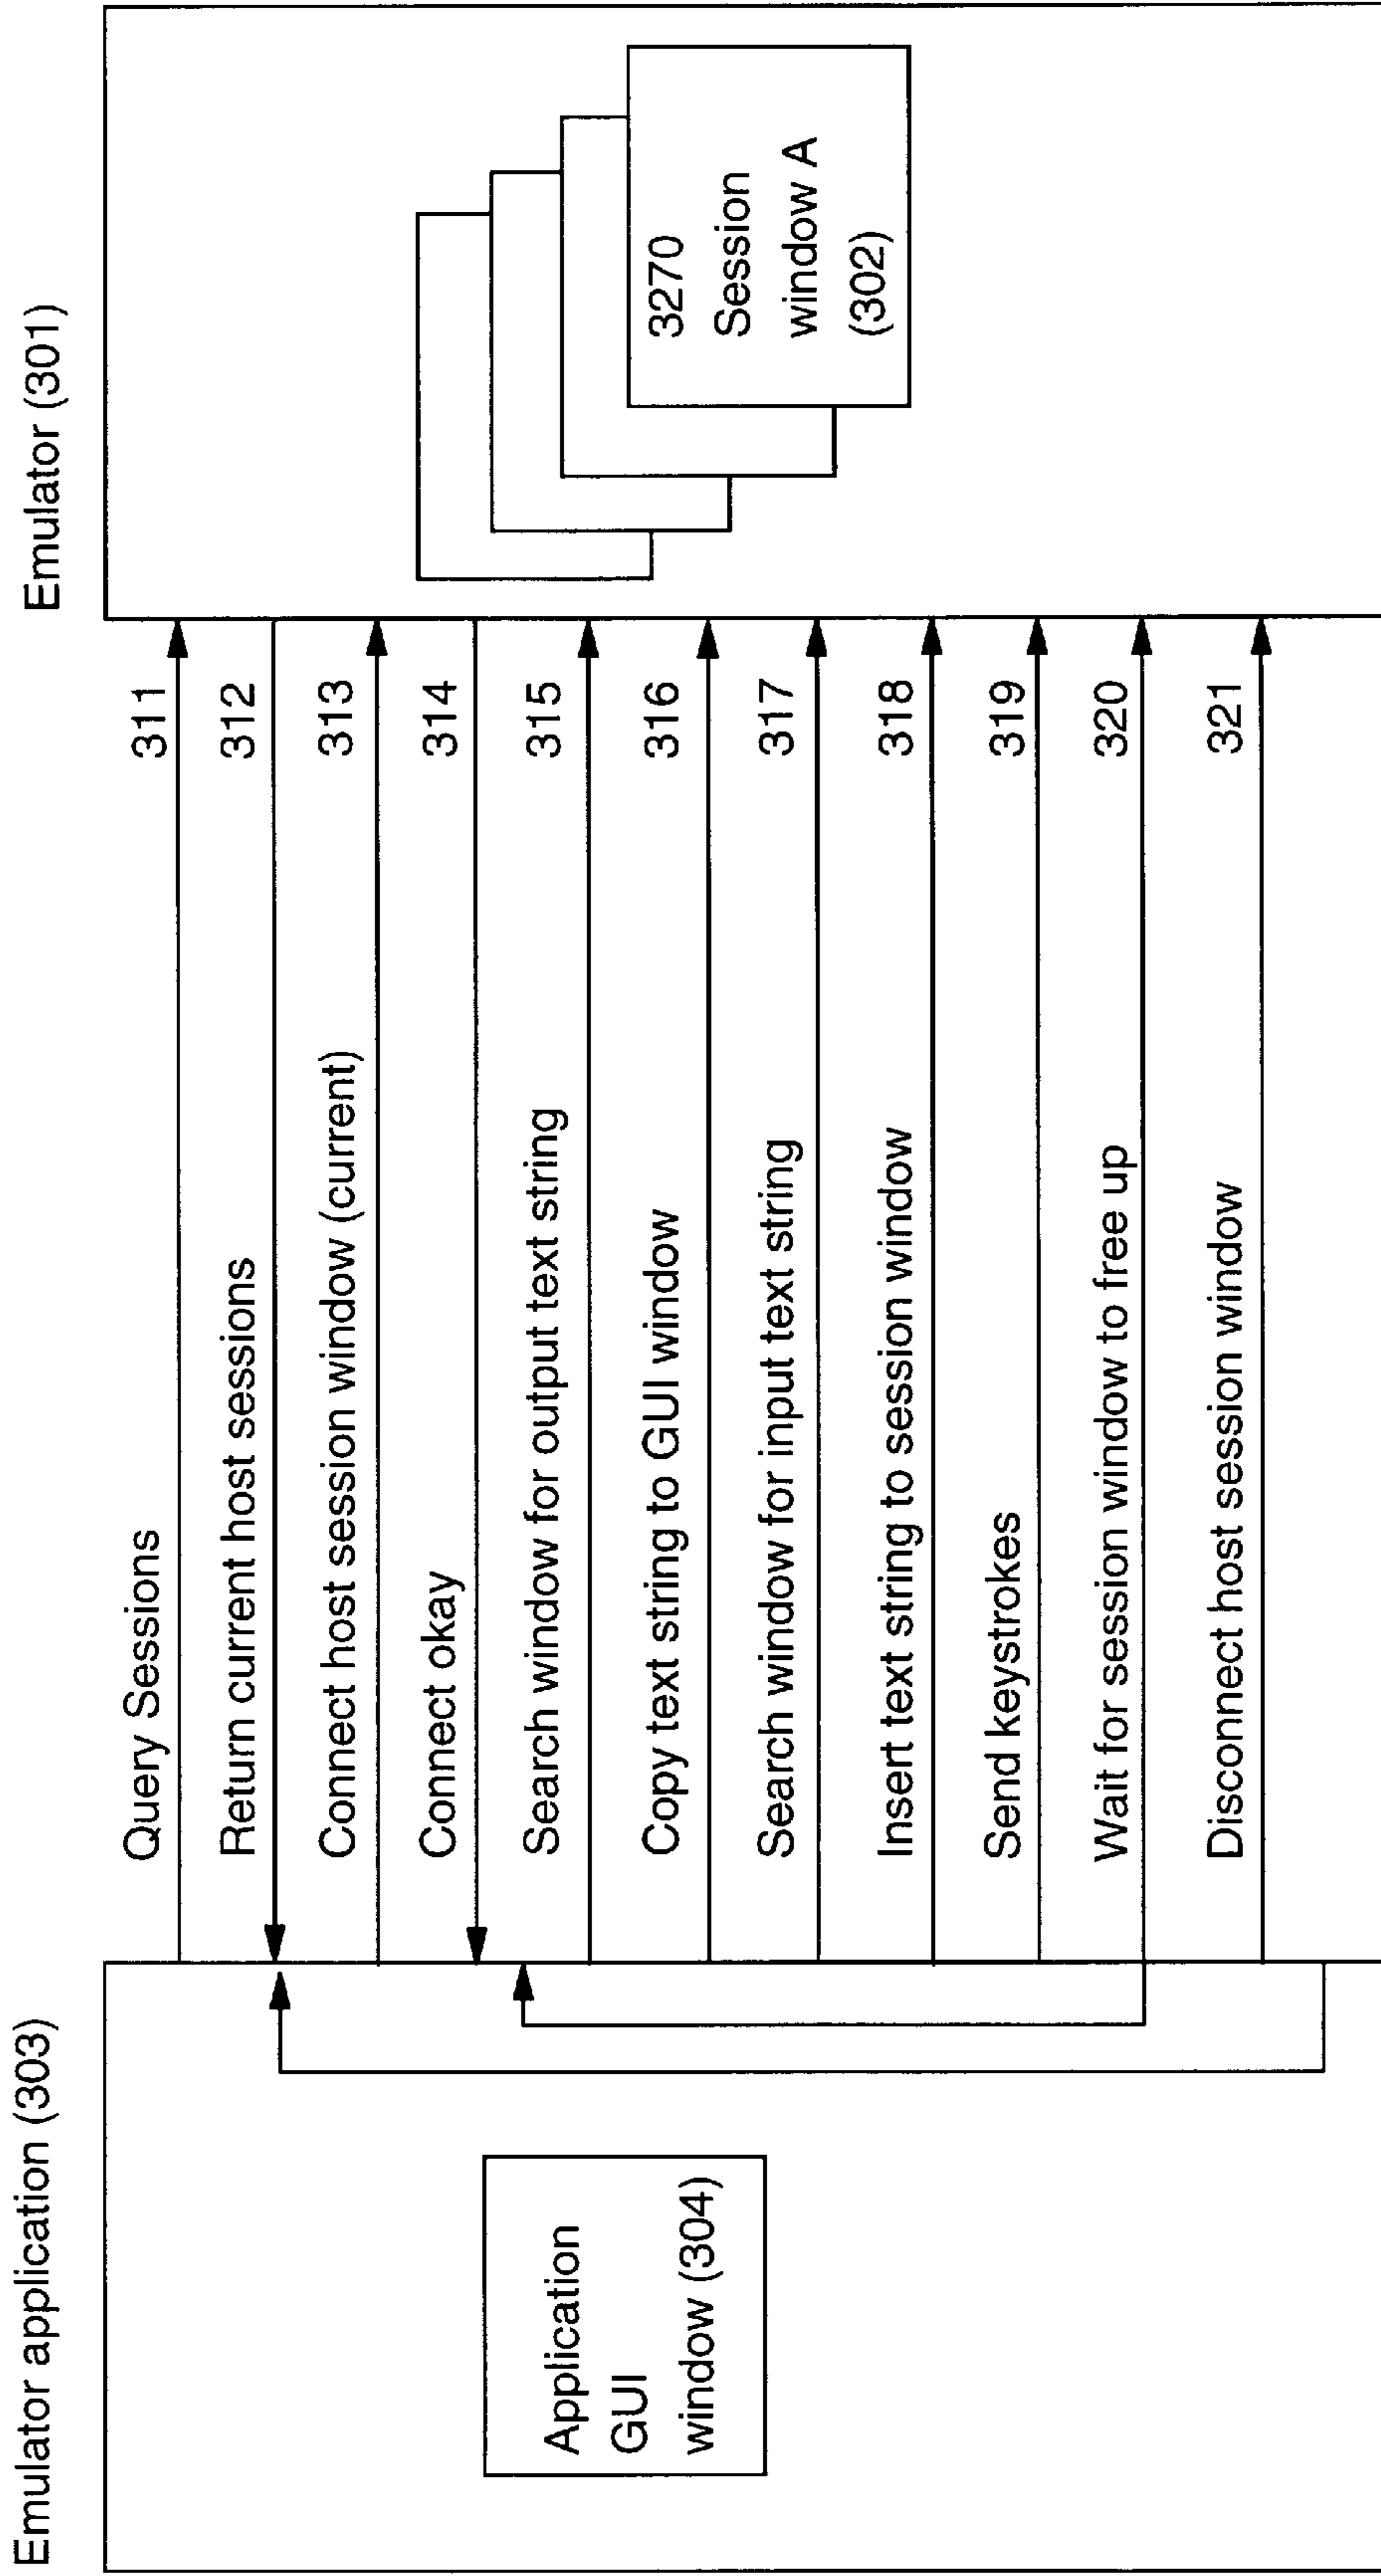 Emulator application (303)
Emulator (301)
Query Sessions
311
Return current host sessions
312
Connect host session window (current)
313
Connect okay
314
Search window for output text string
315
Copy text string to GUI window
316
Search window for input text string
317
Insert text string to session window
318
Send keystrokes
319
Wait for session window to free up
320
Disconnect host session window
321
Application
GUI
window (304)
3270
Session
window A
(302)